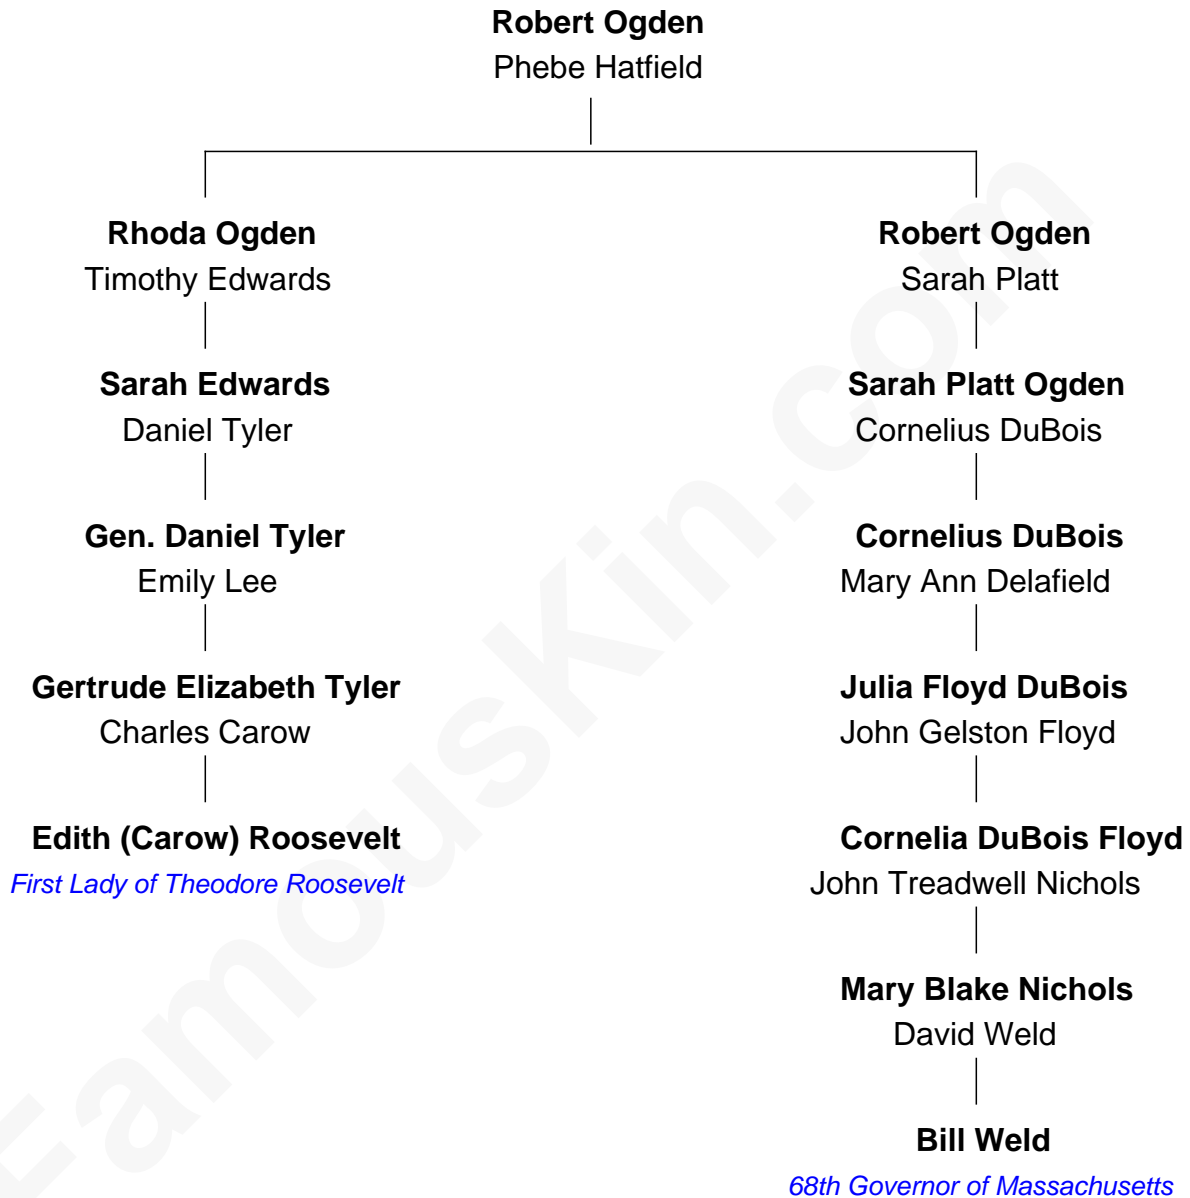 Robert Ogden
Phebe Hatfield
Rhoda Ogden
Timothy Edwards
Sarah Edwards
Daniel Tyler
Gen. Daniel Tyler
Emily Lee
Gertrude Elizabeth Tyler
Charles Carow
Edith (Carow) Roosevelt
First Lady of Theodore Roosevelt
Robert Ogden
Sarah Platt
Sarah Platt Ogden
Cornelius DuBois
Cornelius DuBois
Mary Ann Delafield
Julia Floyd DuBois
John Gelston Floyd
Cornelia DuBois Floyd
John Treadwell Nichols
Mary Blake Nichols
David Weld
Bill Weld
68th Governor of Massachusetts
FamousKin.com